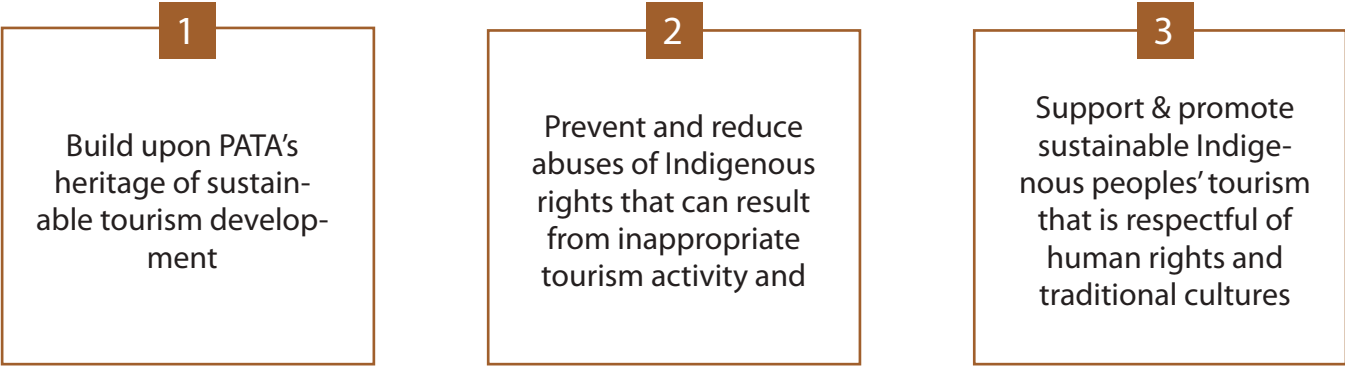 1
Build upon PATA’s
heritage of sustain-
able tourism develop-
ment
2
Prevent and reduce
abuses of Indigenous
rights that can result
from inappropriate
tourism activity and
3
Support & promote
sustainable Indige-
nous peoples’ tourism
that is respectful of
human rights and
traditional cultures